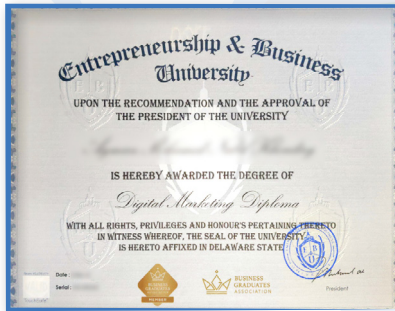 Entrepreneurship & Business
University
UPON THE RECOMMENDATION AND THE APPROVAL OF
THE PRESIDENT OF THE UNIVERSITY
IS HEREBY AWARDED THE DEGREE OF
Digital Marketing Diploma
WITH ALL RIGHTS, PRIVILEGES AND HONOUR'S PERTAINING THERETO
IN WITNESS WHEREOF, THE SEAL OF THE UNIVERSITY
IS HERETO AFFIXED IN DELAWARE STATE
Date :
Serial :
BUSINESS
GRADUATES
ASSOCIATION
MEMBER
President